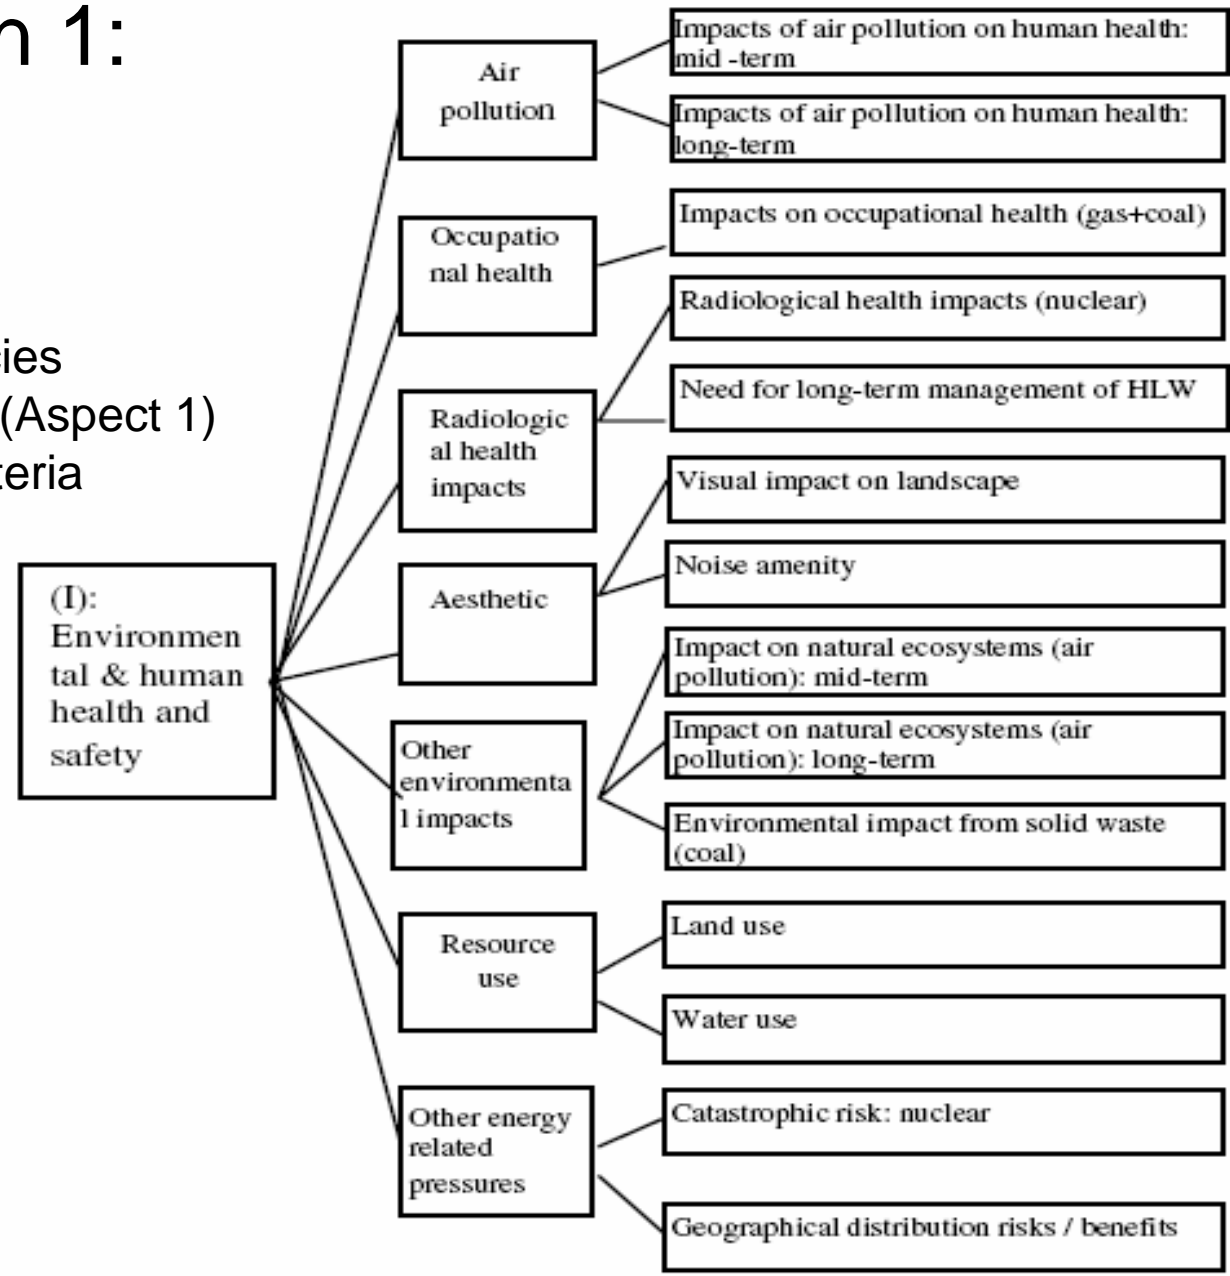 n 1:
cies
(Aspect 1)
teria
(I):
Environmen
tal & human
health and
safety
Air
pollution
Impacts of air pollution on human health:
mid -term
Impacts of air pollution on human health:
long-term
Occupatio
nal health
Impacts on occupational health (gas+coal)
Radiologic
al health
impacts
Radiological health impacts (nuclear)
Need for long-term management of HLW
Aesthetic
Visual impact on landscape
Noise amenity
Other
environmenta
l impacts
Impact on natural ecosystems (air
pollution): mid-term
Impact on natural ecosystems (air
pollution): long-term
Environmental impact from solid waste
(coal)
Resource
use
Land use
Water use
Other energy
related
pressures
Catastrophic risk: nuclear
Geographical distribution risks / benefits